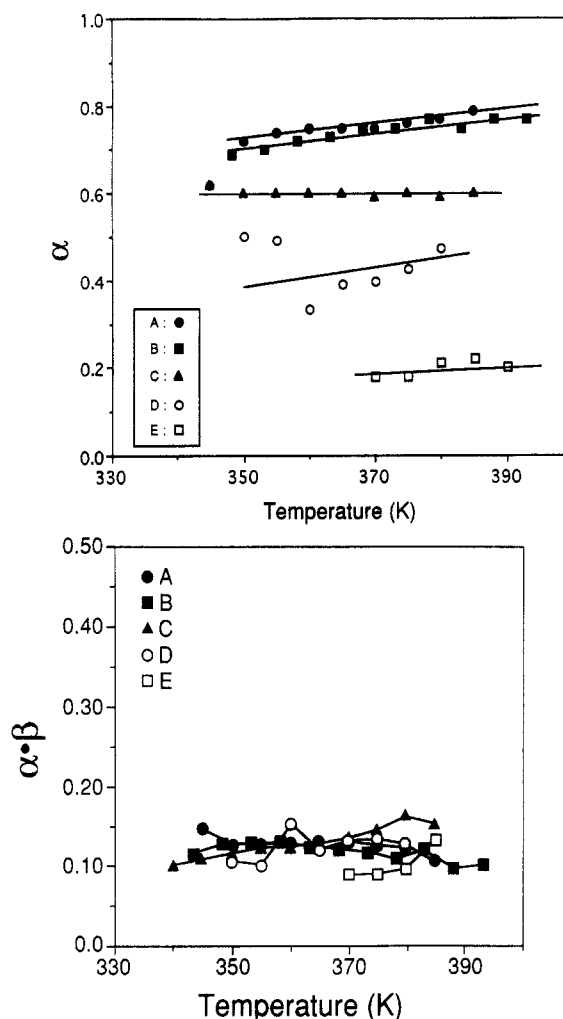 1.0
0.8
0.6
α
0.4
0.2
0.0
A : ●
B : ■
C : ▲
D : ○
E : □
330 350 370 390
Temperature (K)
0.50
0.40
0.30
α•β
0.20
0.10
0.0
● A
■ B
▲ C
○ D
□ E
330 350 370 390
Temperature (K)